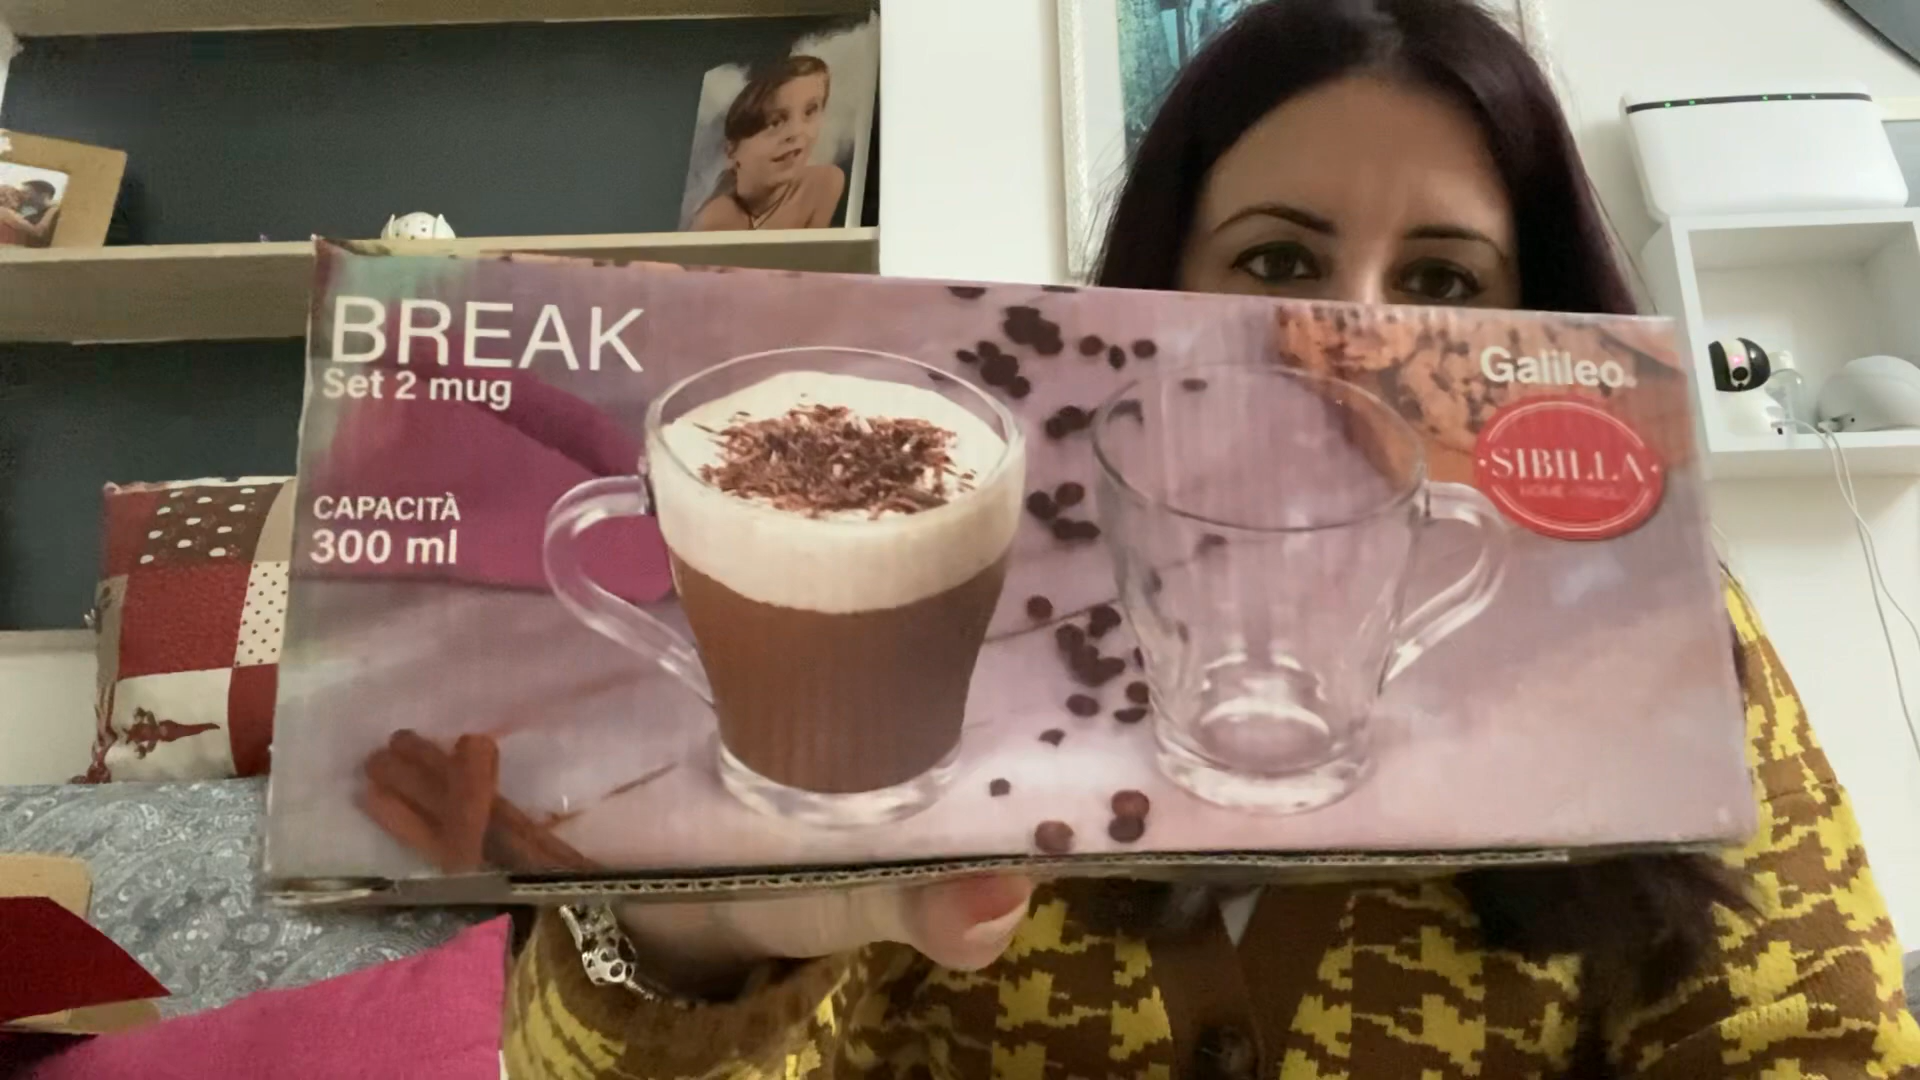 BREAK
Set 2 mug
CAPACITÀ
300 ml
Galileo
SIBILLA